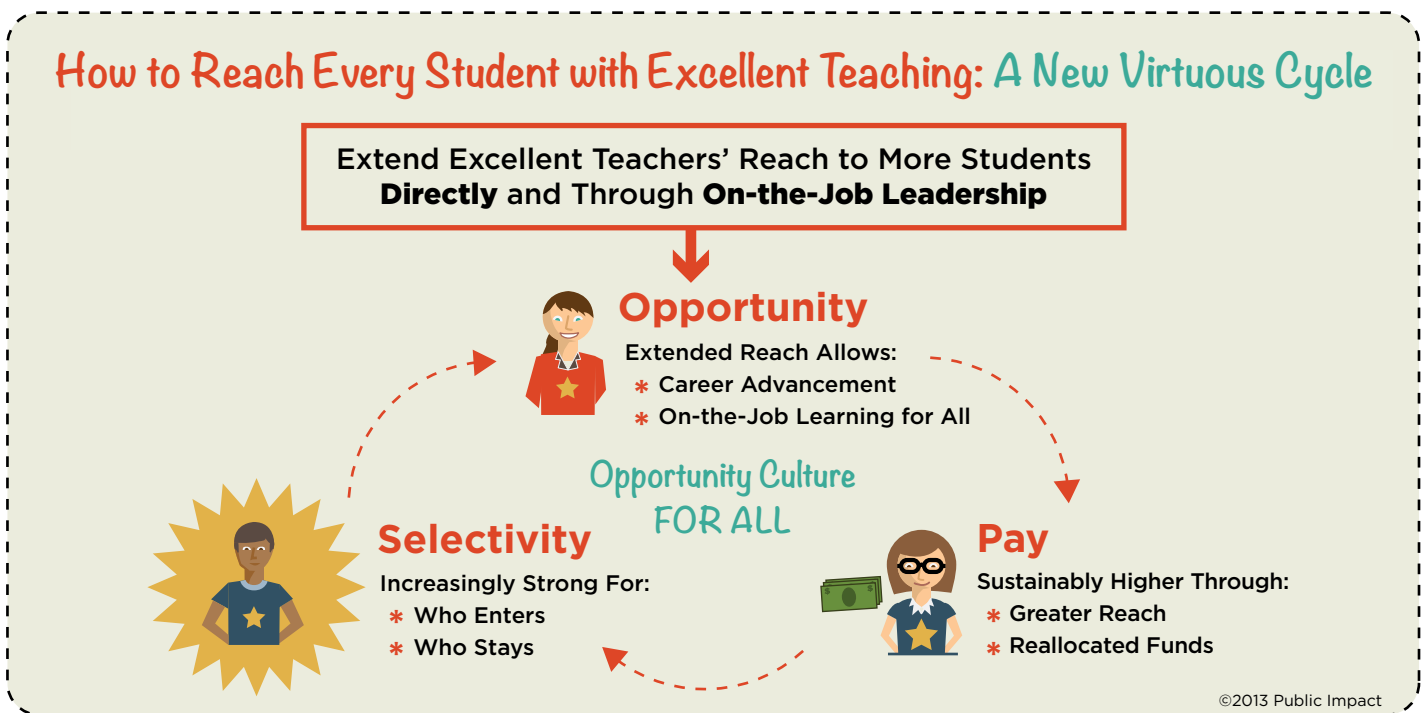 How to Reach Every Student with Excellent Teaching: A New Virtuous Cycle
Extend Excellent Teachers’ Reach to More Students
Directly and Through On-the-Job Leadership
Opportunity
Extended Reach Allows:
* Career Advancement
* On-the-Job Learning for All
Opportunity Culture
FOR ALL
Selectivity
Increasingly Strong For:
* Who Enters
* Who Stays
Pay
Sustainably Higher Through:
* Greater Reach
* Reallocated Funds
©2013 Public Impact